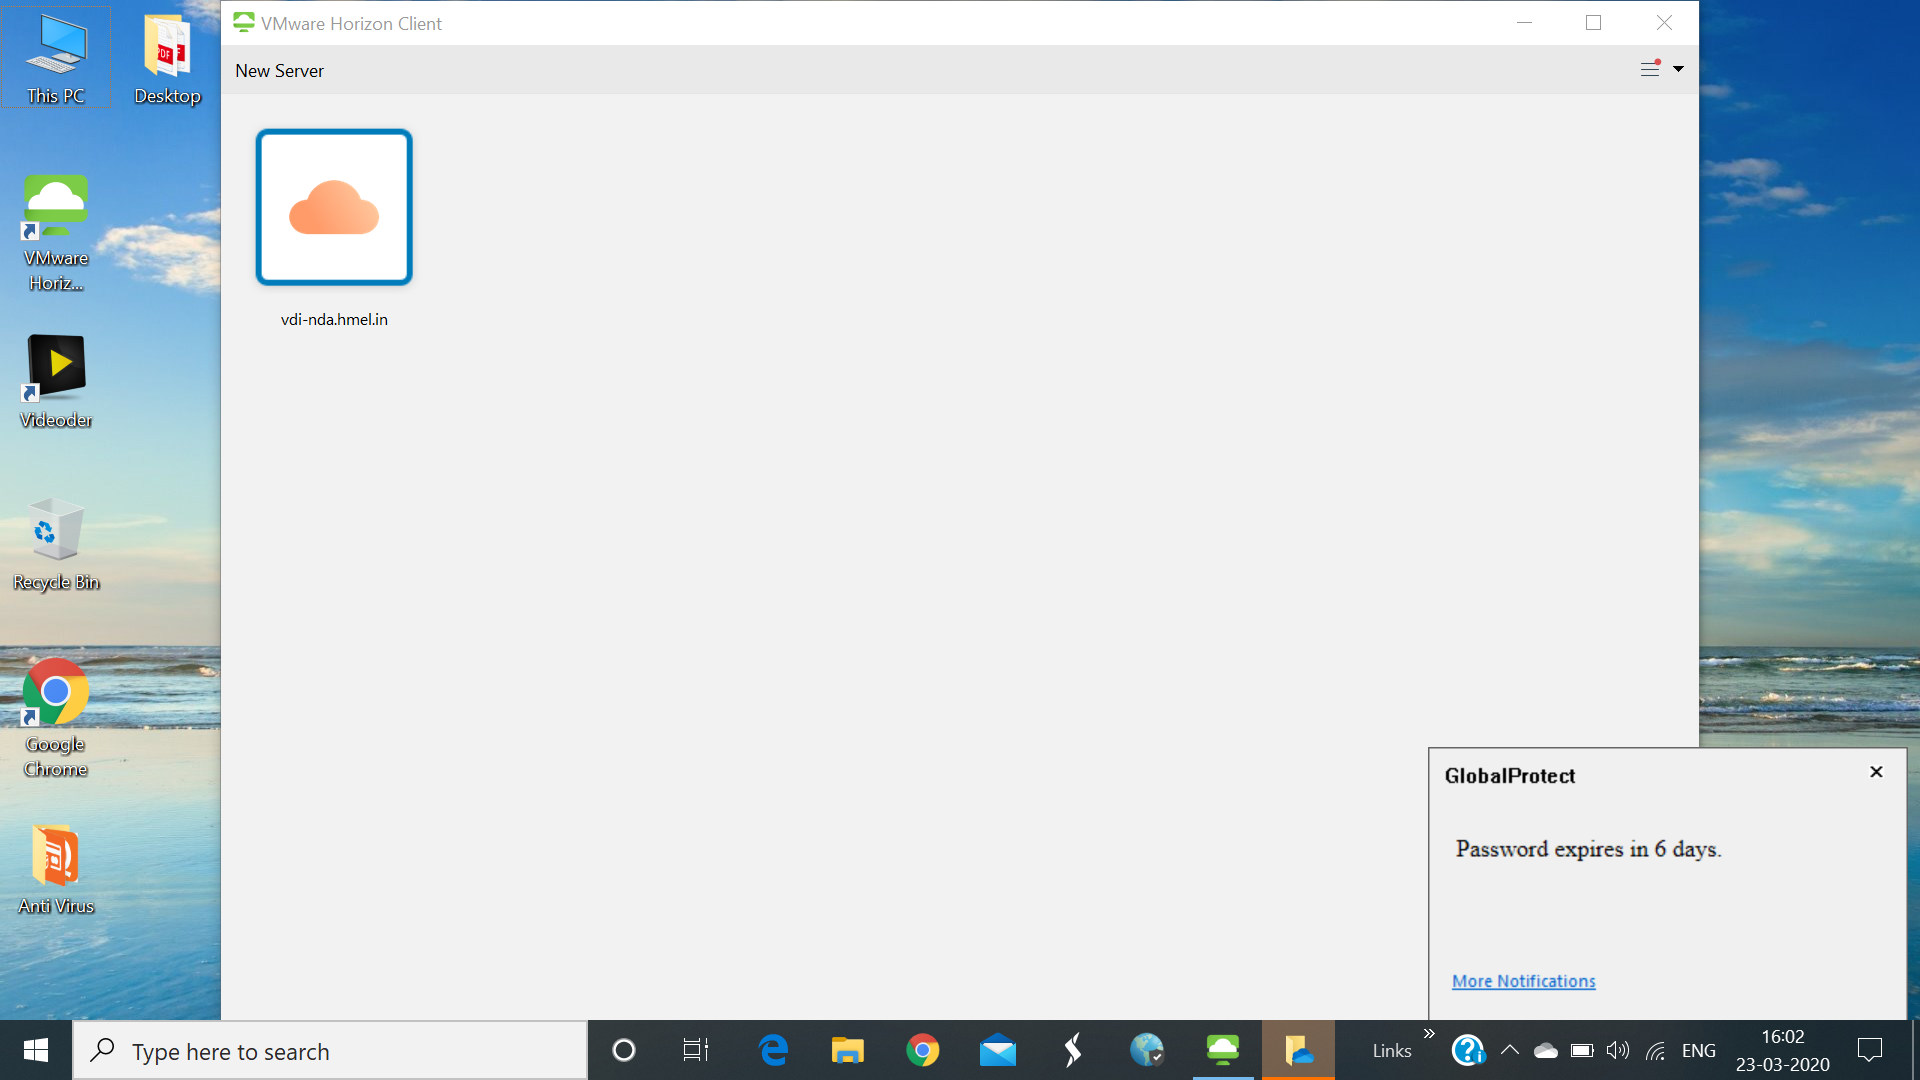 This PC
Desktop
VMware
Horiz...
Videoder
Recycle Bin
Google
Chrome
Anti Virus
VMware Horizon Client
New Server
vdi-nda.hmel.in
GlobalProtect
Password expires in 6 days.
More Notifications
Type here to search
Links
ENG
16:02
23-03-2020